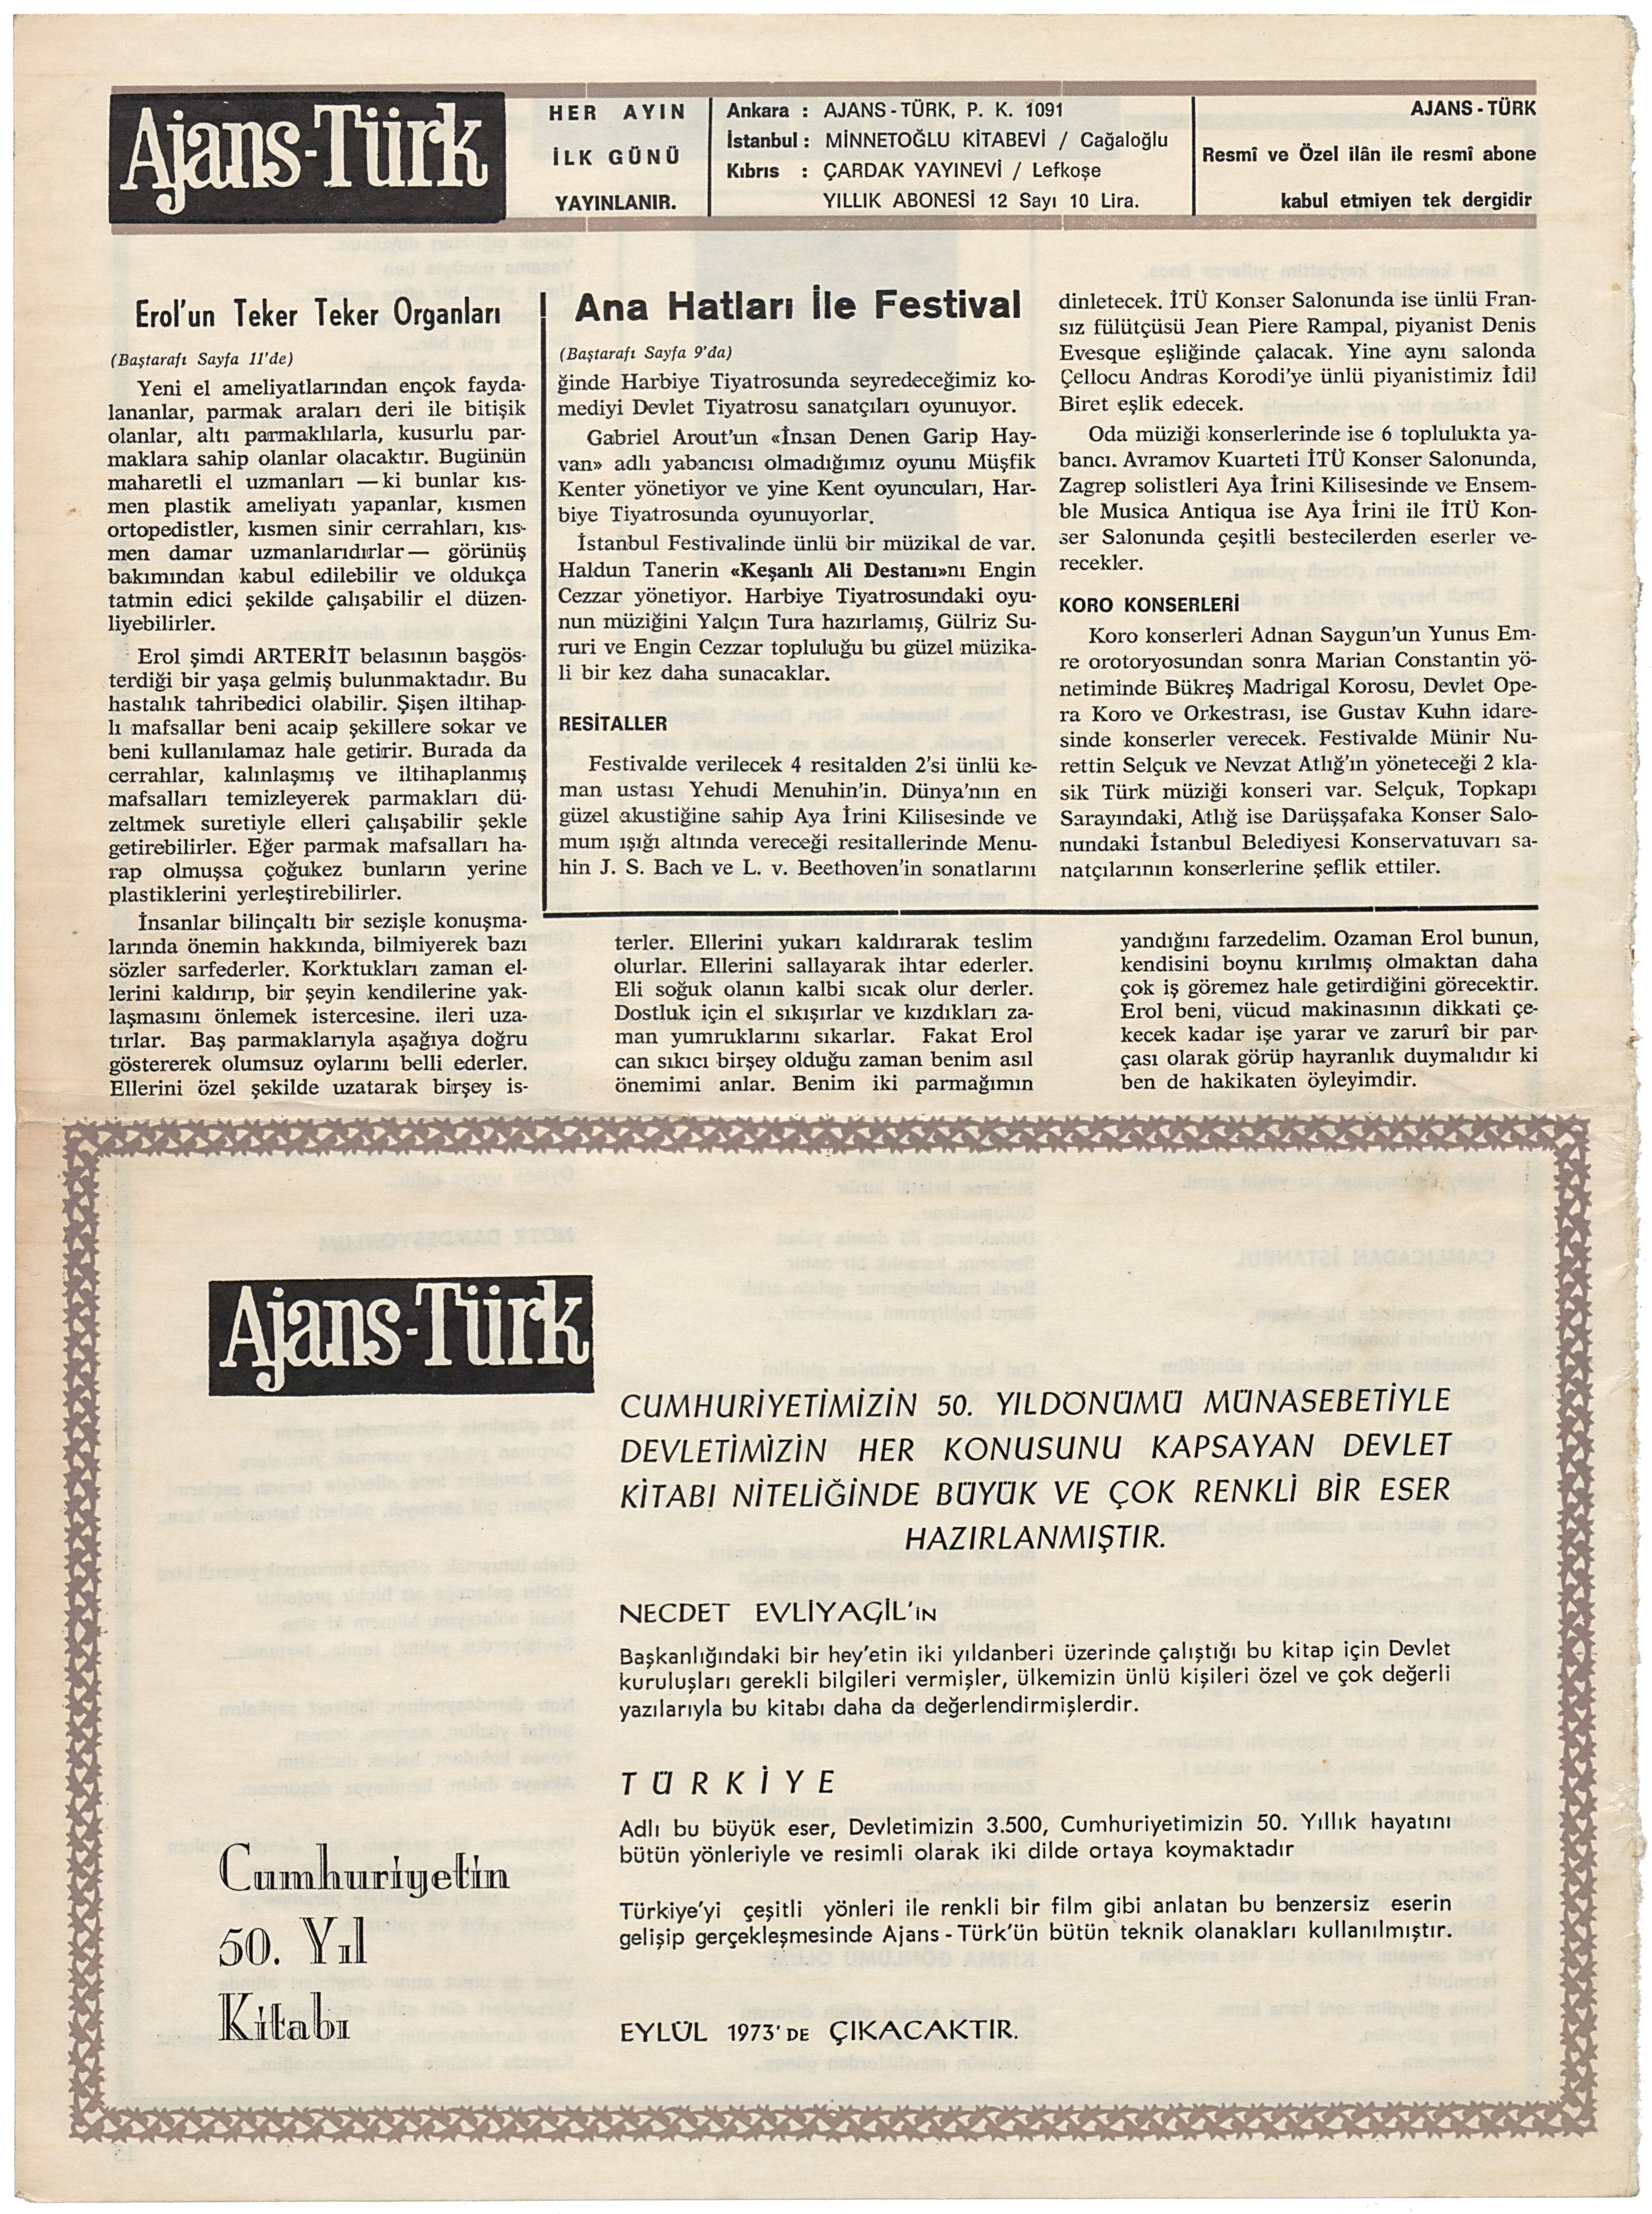 Ajans-Türk
HER AYIN
İLK GÜNÜ
YAYINLANIR.
Ankara : AJANS-TÜRK, P. K. 1091
İstanbul : MİNNETOĞLU KİTABEVİ / Cağaloğlu
Kıbrıs : ÇARDAK YAYINEVİ / Lefkoşe
YILLIK ABONESİ 12 Sayı 10 Lira.
AJANS-TÜRK
Resmî ve Özel ilân ile resmî abone
kabul etmiyen tek dergidir
Erol'un Teker Teker Organları
(Baştarafı Sayfa 11'de)
Yeni el ameliyatlarından ençok fayda-
lananlar, parmak araları deri ile bitişik
olanlar, altı parmaklılarla, kusurlu par-
maklara sahip olanlar olacaktır. Bugünün
maharetli el uzmanları —ki bunlar kıs-
men plastik ameliyatı yapanlar, kısmen
ortopedistler, kısmen sinir cerrahları, kıs-
men damar uzmanlarıdırlar— görünüş
bakımından kabul edilebilir ve oldukça
tatmin edici şekilde çalışabilir el düzen-
liyebilirler.
Erol şimdi ARTERİT belasının başgös-
terdiği bir yaşa gelmiş bulunmaktadır. Bu
hastalık tahribedici olabilir. Şişen iltihap-
lı mafsallar beni acaip şekillere sokar ve
beni kullanılamaz hale getirir. Burada da
cerrahlar, kalınlaşmış ve iltihaplanmış
mafsalları temizleyerek parmakları dü-
zeltmek suretiyle elleri çalışabilir şekle
getirebilirler. Eğer parmak mafsalları ha-
rap olmuşsa çoğukez bunların yerine
plastiklerini yerleştirebilirler.
İnsanlar bilinçaltı bir sezişle konuşma-
larında önemin hakkında, bilmiyerek bazı
sözler sarfederler. Korktukları zaman el-
lerini kaldırıp, bir şeyin kendilerine yak-
laşmasını önlemek istercesine. ileri uza-
tırlar. Baş parmaklarıyla aşağıya doğru
göstererek olumsuz oylarını belli ederler.
Ellerini özel şekilde uzatarak birşey is-
terler. Ellerini yukarı kaldırarak teslim
olurlar. Ellerini sallayarak ihtar ederler.
Eli soğuk olanın kalbi sıcak olur derler.
Dostluk için el sıkışırlar ve kızdıkları za-
man yumruklarını sıkarlar. Fakat Erol
can sıkıcı birşey olduğu zaman benim asıl
önemimi anlar. Benim iki parmağımın
yandığını farzedelim. Ozaman Erol bunun,
kendisini boynu kırılmış olmaktan daha
çok iş göremez hale getirdiğini görecektir.
Erol beni, vücud makinasının dikkati çe-
kecek kadar işe yarar ve zarurî bir par-
çası olarak görüp hayranlık duymalıdır ki
ben de hakikaten öyleyimdir.
Ana Hatları İle Festival
(Baştarafı Sayfa 9'da)
ğinde Harbiye Tiyatrosunda seyredeceğimiz ko-
mediyi Devlet Tiyatrosu sanatçıları oyunuyor.
Gabriel Arout'un «İnsan Denen Garip Hay-
van» adlı yabancısı olmadığımız oyunu Müşfik
Kenter yönetiyor ve yine Kent oyuncuları, Har-
biye Tiyatrosunda oyunuyorlar.
İstanbul Festivalinde ünlü bir müzikal de var.
Haldun Tanerin «Keşanlı Ali Destanı»nı Engin
Cezzar yönetiyor. Harbiye Tiyatrosundaki oyu-
nun müziğini Yalçın Tura hazırlamış, Gülriz Su-
ruri ve Engin Cezzar topluluğu bu güzel müzika-
li bir kez daha sunacaklar.
RESİTALLER
Festivalde verilecek 4 resitalden 2'si ünlü ke-
man ustası Yehudi Menuhin'in. Dünya'nın en
güzel akustiğine sahip Aya İrini Kilisesinde ve
mum ışığı altında vereceği resitallerinde Menu-
hin J. S. Bach ve L. v. Beethoven'in sonatlarını
dinletecek. İTÜ Konser Salonunda ise ünlü Fran-
sız fülütçüsü Jean Piere Rampal, piyanist Denis
Evesque eşliğinde çalacak. Yine aynı salonda
Çellocu Andras Korodi'ye ünlü piyanistimiz İdil
Biret eşlik edecek.
Oda müziği konserlerinde ise 6 toplulukta ya-
bancı. Avramov Kuarteti İTÜ Konser Salonunda,
Zagrep solistleri Aya İrini Kilisesinde ve Ensem-
ble Musica Antiqua ise Aya İrini ile İTÜ Kon-
ser Salonunda çeşitli bestecilerden eserler ve-
recekler.
KORO KONSERLERİ
Koro konserleri Adnan Saygun'un Yunus Em-
re orotoryosundan sonra Marian Constantin yö-
netiminde Bükreş Madrigal Korosu, Devlet Ope-
ra Koro ve Orkestrası, ise Gustav Kuhn idare-
sinde konserler verecek. Festivalde Münir Nu-
rettin Selçuk ve Nevzat Atlığ'ın yöneteceği 2 kla-
sik Türk müziği konseri var. Selçuk, Topkapı
Sarayındaki, Atlığ ise Darüşşafaka Konser Salo-
nundaki İstanbul Belediyesi Konservatuvarı sa-
natçılarının konserlerine şeflik ettiler.
Ajans-Türk
CUMHURİYETİMİZİN 50. YILDÖNÜMÜ MÜNASEBETİYLE
DEVLETİMİZİN HER KONUSUNU KAPSAYAN DEVLET
KİTABI NİTELİĞİNDE BÜYÜK VE ÇOK RENKLİ BİR ESER
HAZIRLANMIŞTIR.
NECDET EVLİYAGİL'İN
Başkanlığındaki bir hey'etin iki yıldanberi üzerinde çalıştığı bu kitap için Devlet
kuruluşları gerekli bilgileri vermişler, ülkemizin ünlü kişileri özel ve çok değerli
yazılarıyla bu kitabı daha da değerlendirmişlerdir.
TÜRKİYE
Adlı bu büyük eser, Devletimizin 3.500, Cumhuriyetimizin 50. Yıllık hayatını
bütün yönleriyle ve resimli olarak iki dilde ortaya koymaktadır
Türkiye'yi çeşitli yönleri ile renkli bir film gibi anlatan bu benzersiz eserin
gelişip gerçekleşmesinde Ajans-Türk'ün bütün teknik olanakları kullanılmıştır.
EYLÜL 1973'DE ÇIKACAKTIR.
Cumhuriyetin
50. Yıl
Kitabı